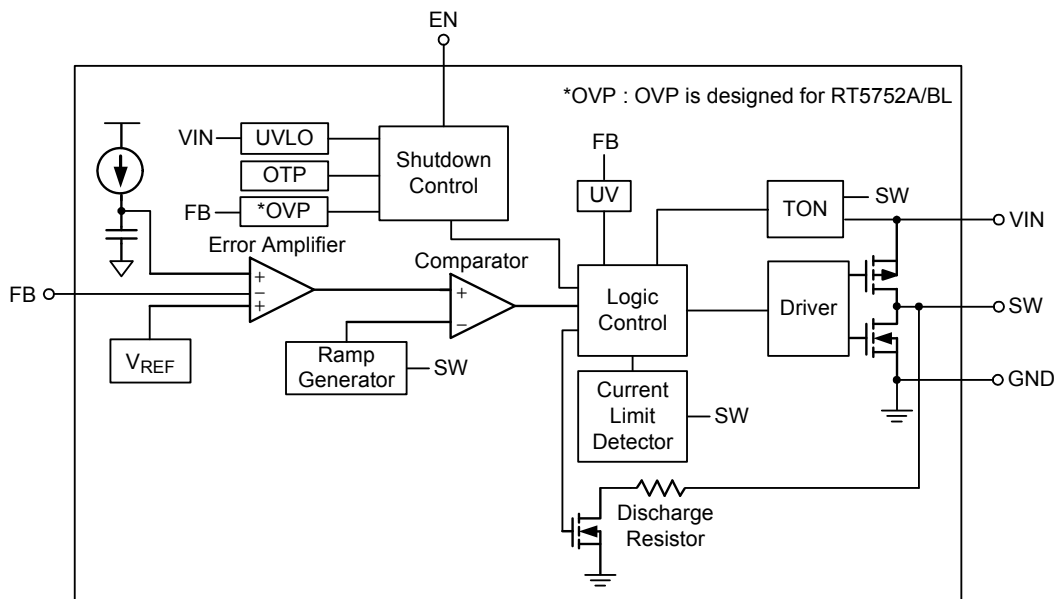 EN
*OVP : OVP is designed for RT5752A/BL
VIN
UVLO
OTP
FB
*OVP
Shutdown
Control
FB
UV
TON
SW
VIN
Error Amplifier
Comparator
FB
+
−
+
+
−
Logic
Control
Driver
SW
VREF
Ramp
Generator
SW
GND
Current
Limit
Detector
SW
Discharge
Resistor